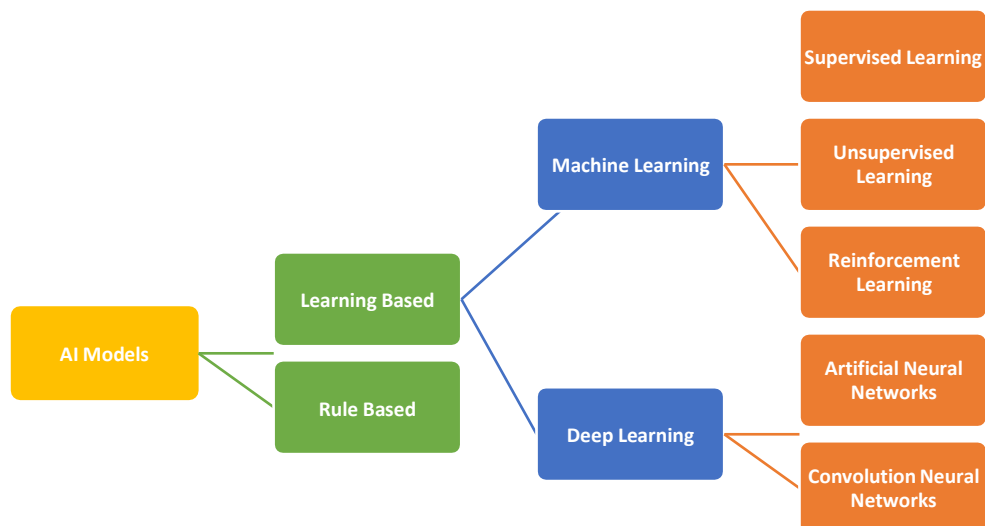 Supervised Learning
Machine Learning
Unsupervised
Learning
Reinforcement
Learning
Learning Based
AI Models
Rule Based
Artificial Neural
Networks
Deep Learning
Convolution Neural
Networks